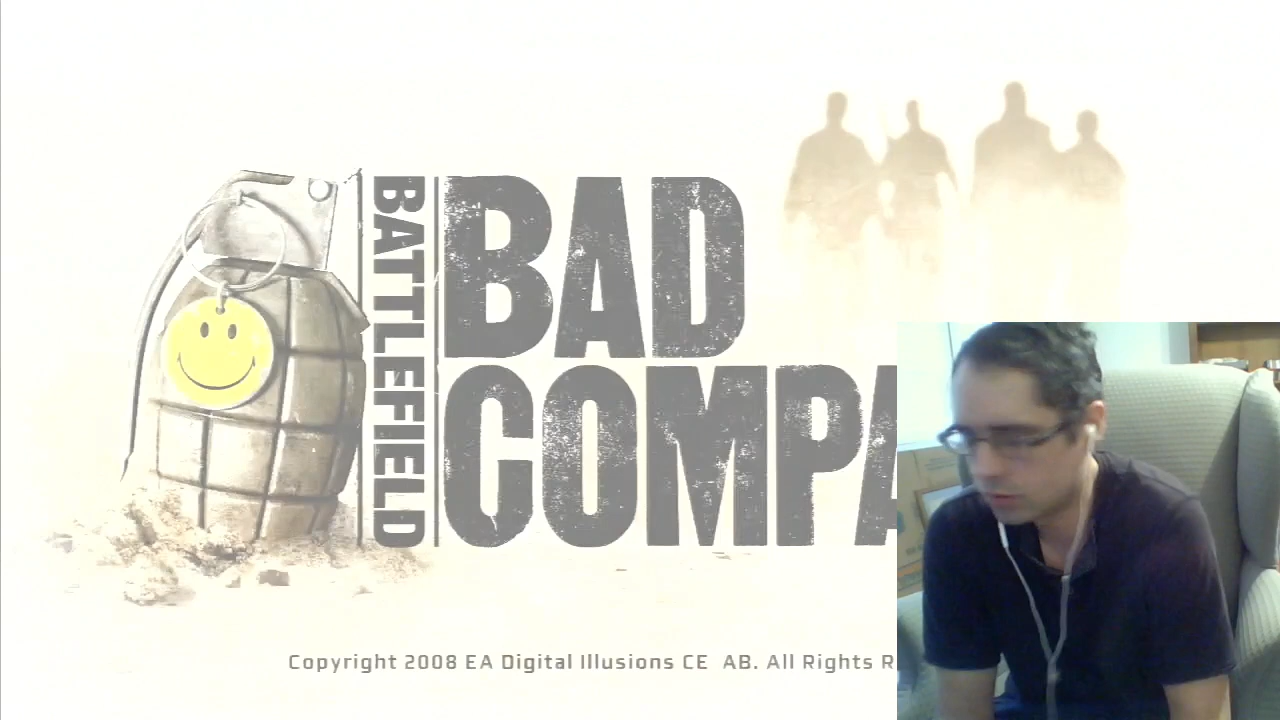 BATTLEFIELD
BAD
COMPA
Copyright 2008 EA Digital Illusions CE AB. All Rights R